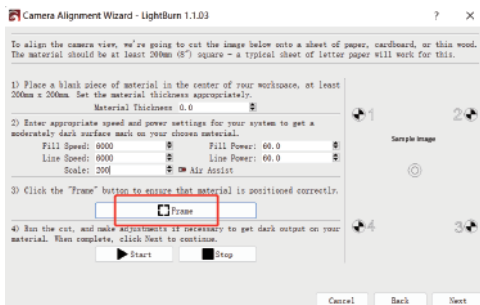 Camera Alignment Wizard - LightBurn 1.1.03
? ×
To align the camera view, we're going to cut the image below onto a sheet of paper, cardboard, or thin wood.
The material should be at least 200mm (8") square - a typical sheet of letter paper will work for this.
1) Place a blank piece of material in the center of rour workspace, at least
200mm x 200mm. Set the material thickness appropriately.
Material Thickness 0.0
2) Enter appropriate speed and power settings for your system to get a
moderately dark surface mark on your chosen material.
Fill Speed: 6000 Fill Power: 60.0
Line Speed: 6000 Line Power: 60.0
Scale: 200 Air Assist
3) Click the "Frame" button to ensure that material is positioned correctly.
Frame
4) Run the cut, and make adjustments if necessary to get dark output on your
material. When complete, click Next to continue.
Start Stop
1 2
Sample Image
4 3
Cancel Back Next